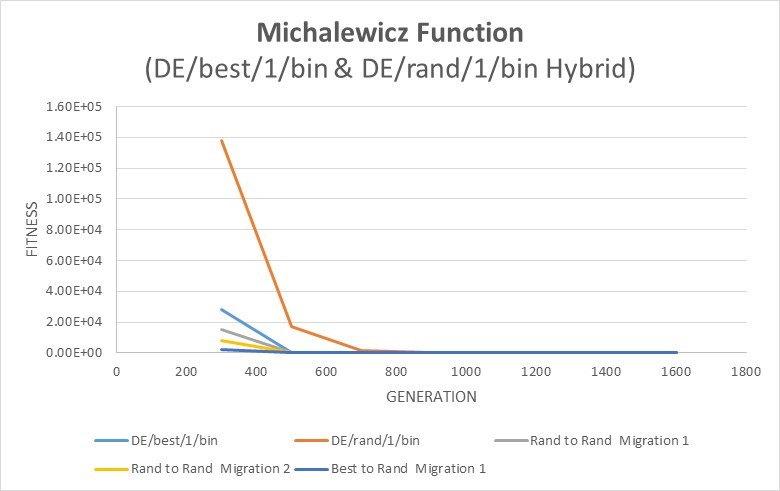 Michalewicz Function
(DE/best/1/bin & DE/rand/1/bin Hybrid)
1.60E+05
1.40E+05
1.20E+05
1.00E+05
8.00E+04
6.00E+04
4.00E+04
2.00E+04
0.00E+00
FITNESS
0 200 400 600 800 1000 1200 1400 1600 1800
GENERATION
DE/best/1/bin DE/rand/1/bin Rand to Rand Migration 1
Rand to Rand Migration 2 Best to Rand Migration 1